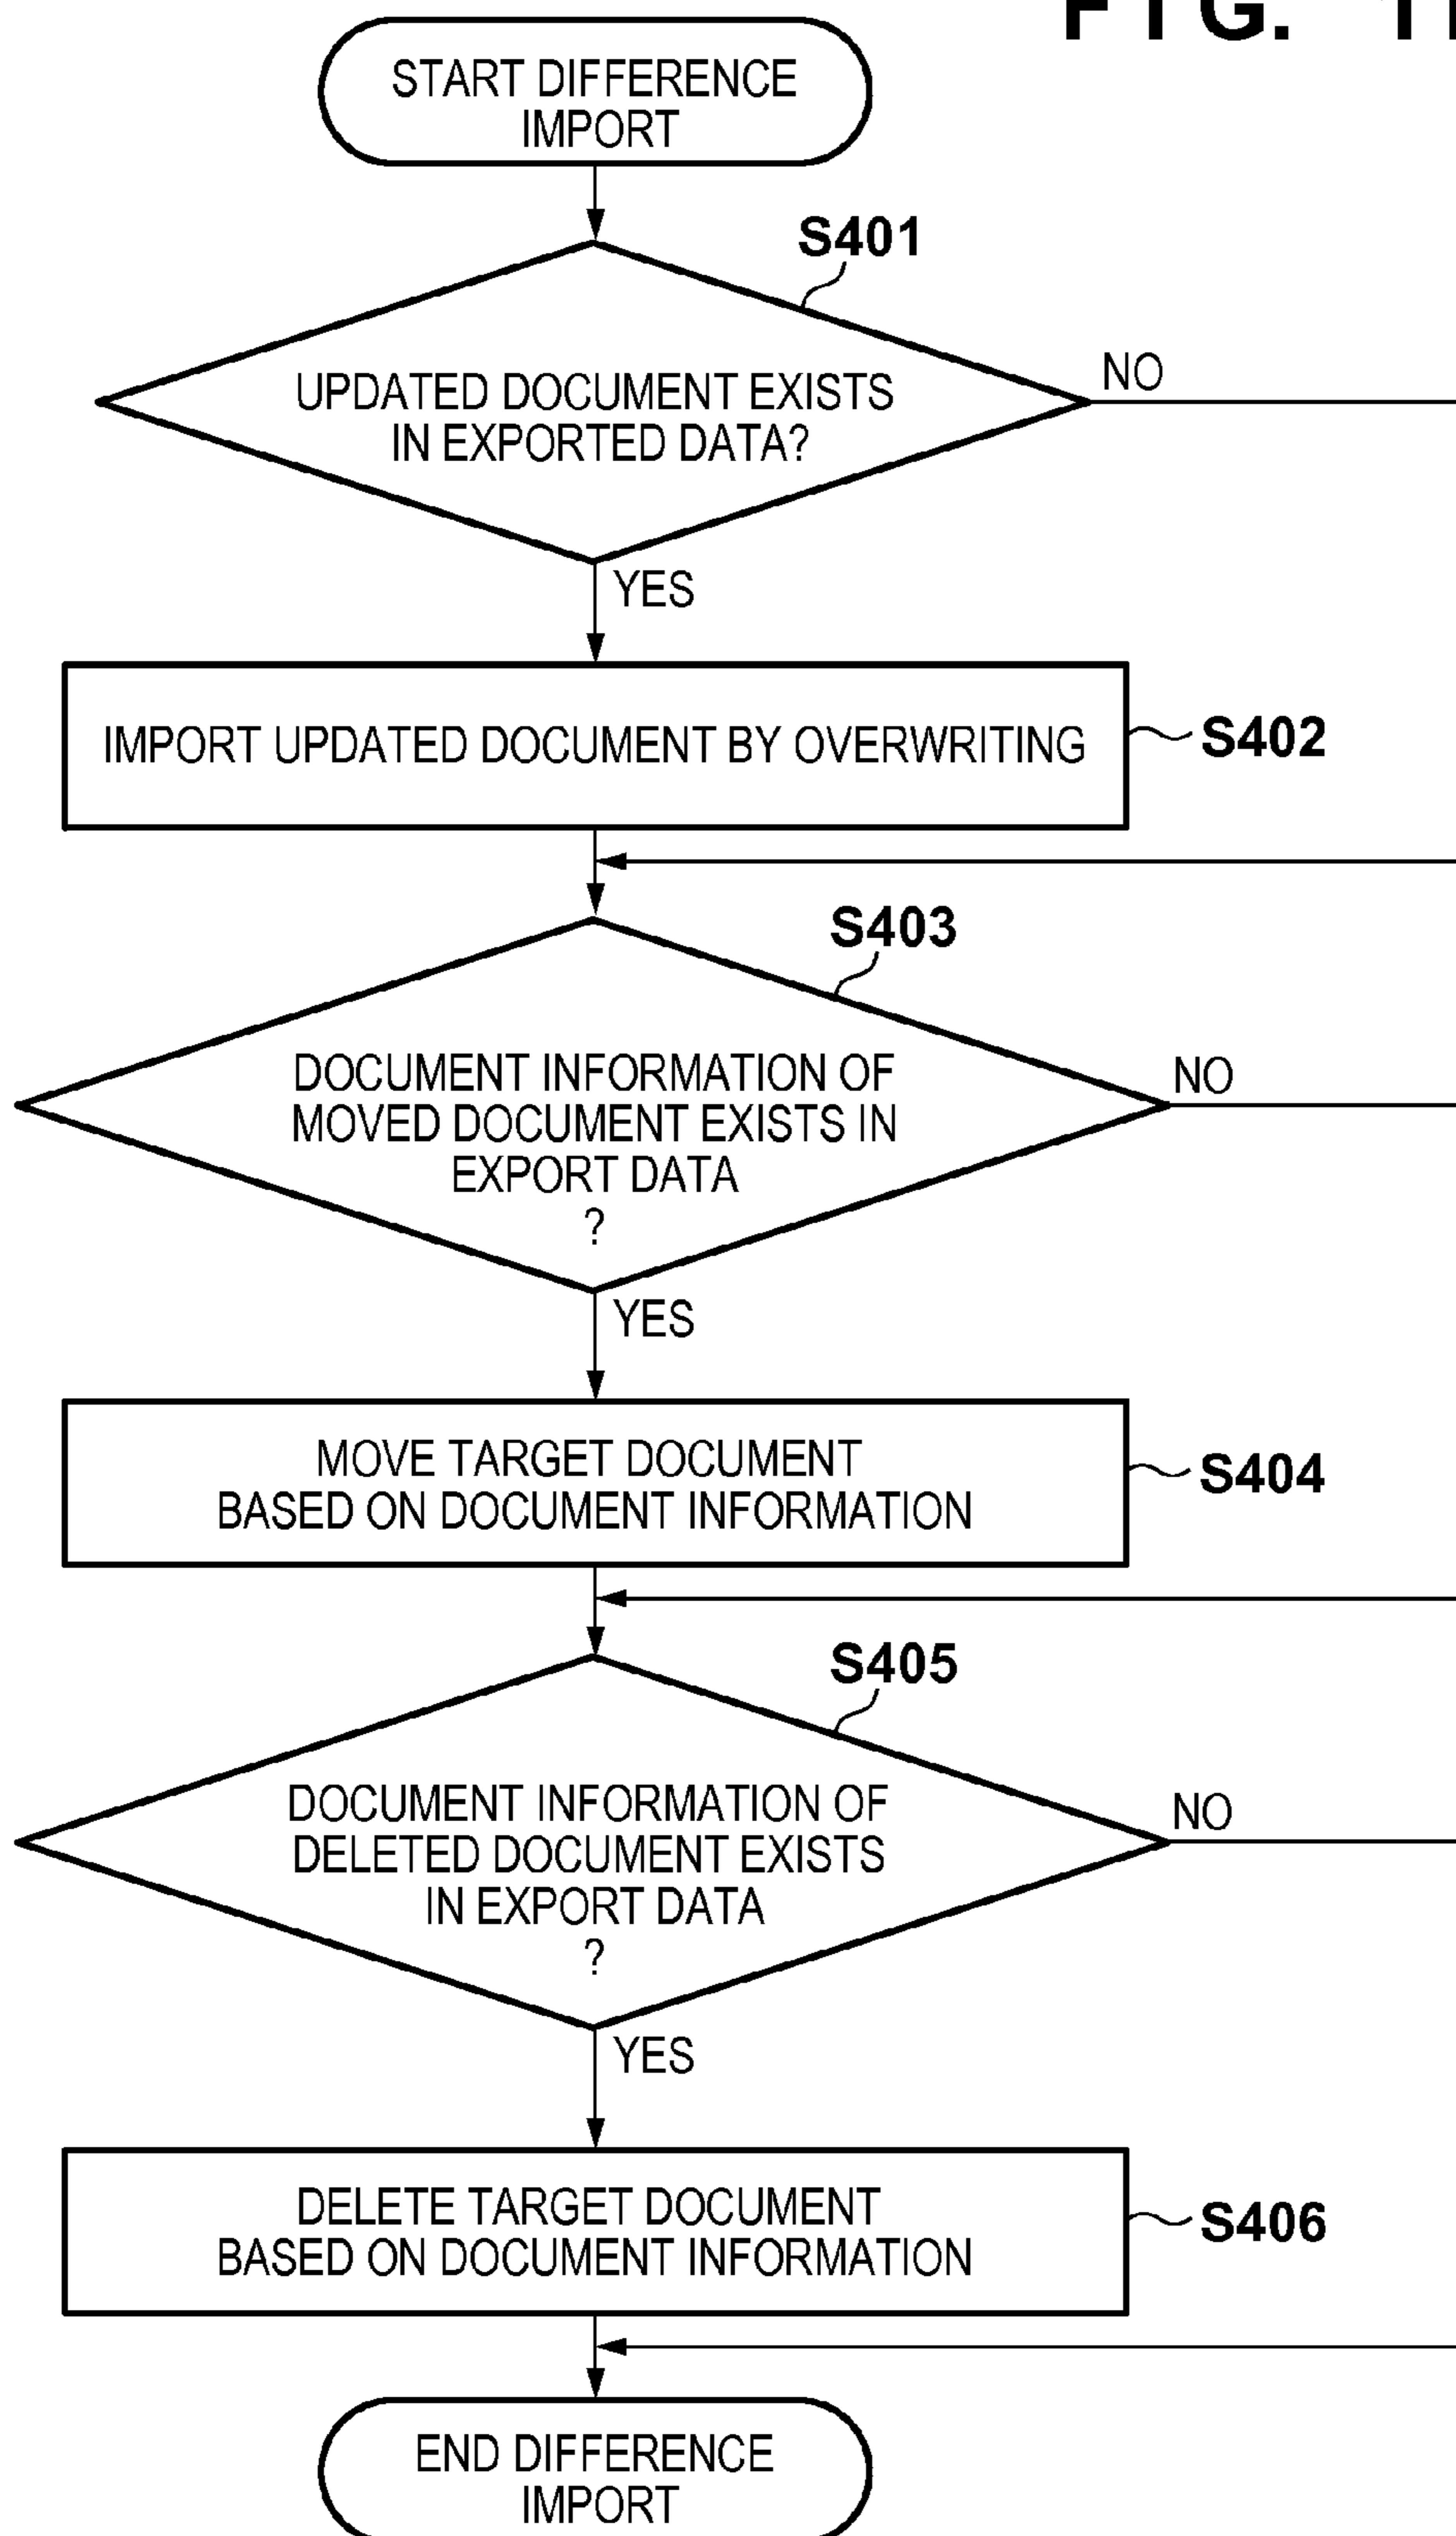 FIG.
START DIFFERENCE
IMPORT
S401
UPDATED DOCUMENT EXISTS
IN EXPORTED DATA?
NO
YES
IMPORT UPDATED DOCUMENT BY OVERWRITING
S402
S403
DOCUMENT INFORMATION OF
MOVED DOCUMENT EXISTS IN
EXPORT DATA
?
NO
YES
MOVE TARGET DOCUMENT
BASED ON DOCUMENT INFORMATION
S404
S405
DOCUMENT INFORMATION OF
DELETED DOCUMENT EXISTS
IN EXPORT DATA
?
NO
YES
DELETE TARGET DOCUMENT
BASED ON DOCUMENT INFORMATION
S406
END DIFFERENCE
IMPORT